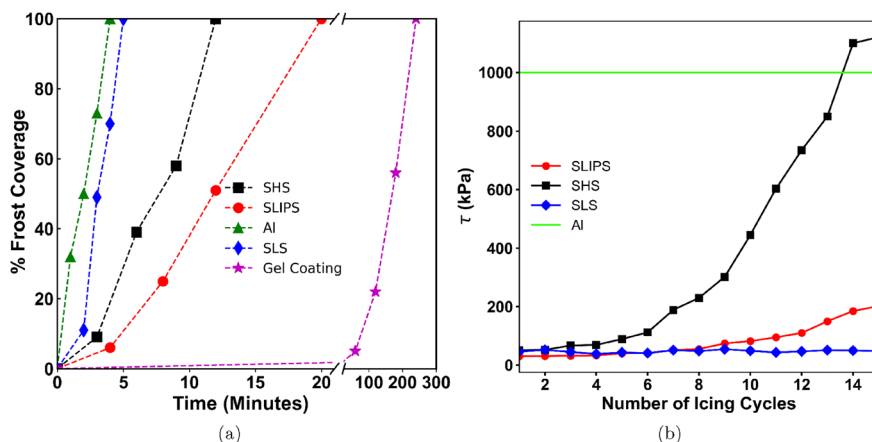 100
80
60
40
20
0
% Frost Coverage
SHS
SLIPS
Al
SLS
Gel Coating
0 5 10 15 20 100 200 300
Time (Minutes)
(a)
1000
800
600
400
200
0
τ (kPa)
SLIPS
SHS
SLS
Al
2 4 6 8 10 12 14
Number of Icing Cycles
(b)